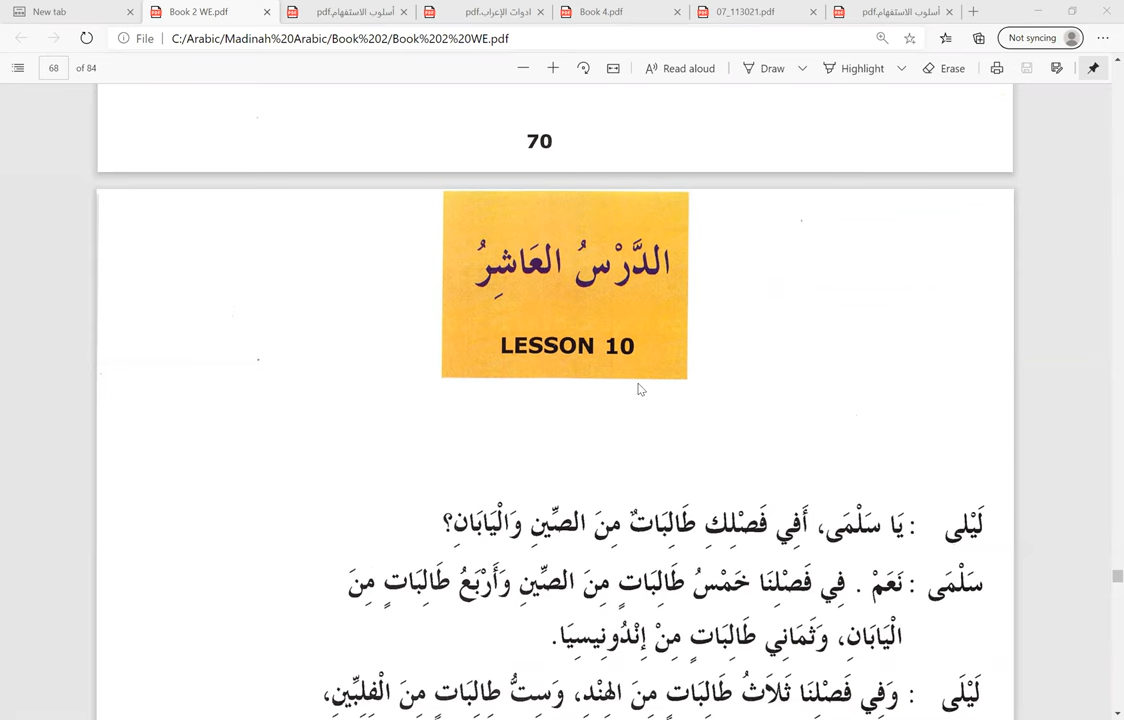 New tab
Book 2 WE.pdf
أسلوب الاستفهام.pdf
ادوات الإعراب.pdf
Book 4.pdf
07_113021.pdf
أسلوب الاستفهام.pdf
File
C:/Arabic/Madinah%20Arabic/Book%202/Book%202%20WE.pdf
Not syncing
68 of 84
Read aloud
Draw
Highlight
Erase
70
الدَّرْسُ العَاشِرُ
LESSON 10
لَيْلى : يَا سَلْمَى، أَفِي فَصْلِكِ طَالِبَاتٌ مِنَ الصِّينِ وَالْيَابَانِ؟
سَلْمَى : نَعَمْ . فِي فَصْلِنَا خَمْسُ طَالِبَاتٍ مِنَ الصِّينِ وَأَرْبَعُ طَالِبَاتٍ مِنَ
الْيَابَانِ، وَثَمَانِي طَالِبَاتٍ مِنْ إِنْدُونِيسِيَا.
لَيْلَى : وَفِي فَصْلِنَا ثَلاَثُ طَالِبَاتٍ مِنَ الهِنْدِ، وَسِتُّ طِالِبَاتٍ مِنَ الْفِلِبِّينِ،